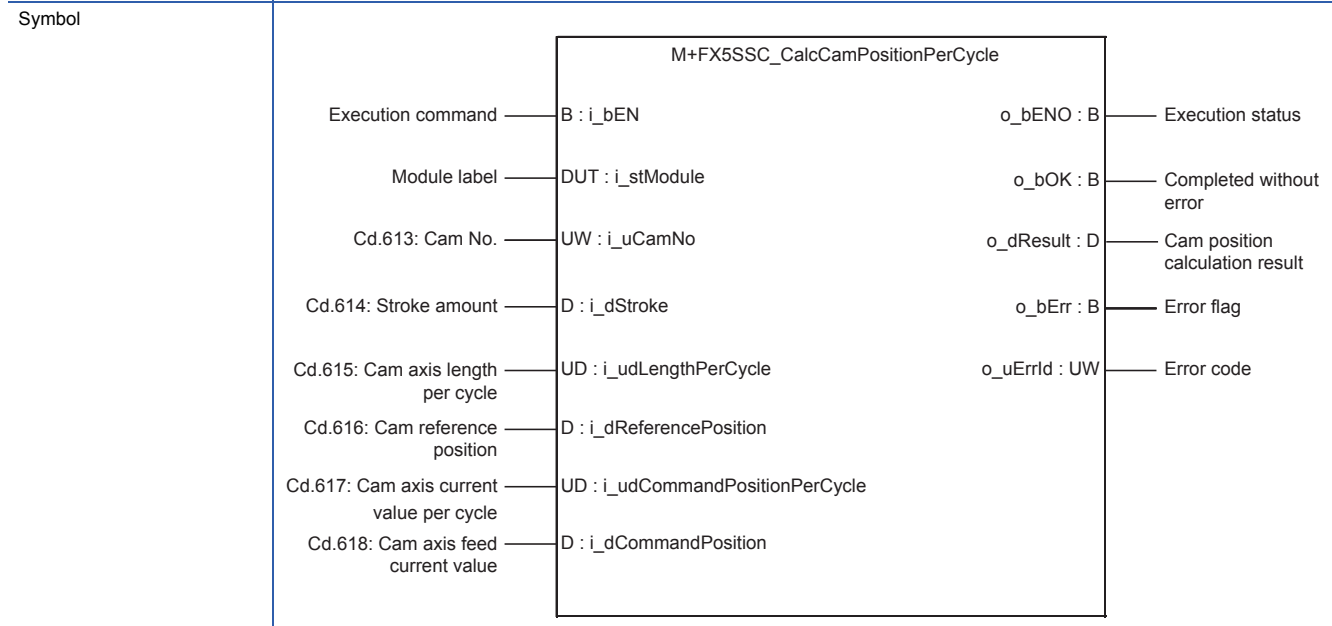 Symbol
M+FX5SSC_CalcCamPositionPerCycle
Execution command
B : i_bEN
o_bENO : B
Execution status
Module label
DUT : i_stModule
o_bOK : B
Completed without
error
Cd.613: Cam No.
UW : i_uCamNo
o_dResult : D
Cam position
calculation result
Cd.614: Stroke amount
D : i_dStroke
o_bErr : B
Error flag
Cd.615: Cam axis length
per cycle
UD : i_udLengthPerCycle
o_uErrId : UW
Error code
Cd.616: Cam reference
position
D : i_dReferencePosition
Cd.617: Cam axis current
value per cycle
UD : i_udCommandPositionPerCycle
Cd.618: Cam axis feed
current value
D : i_dCommandPosition